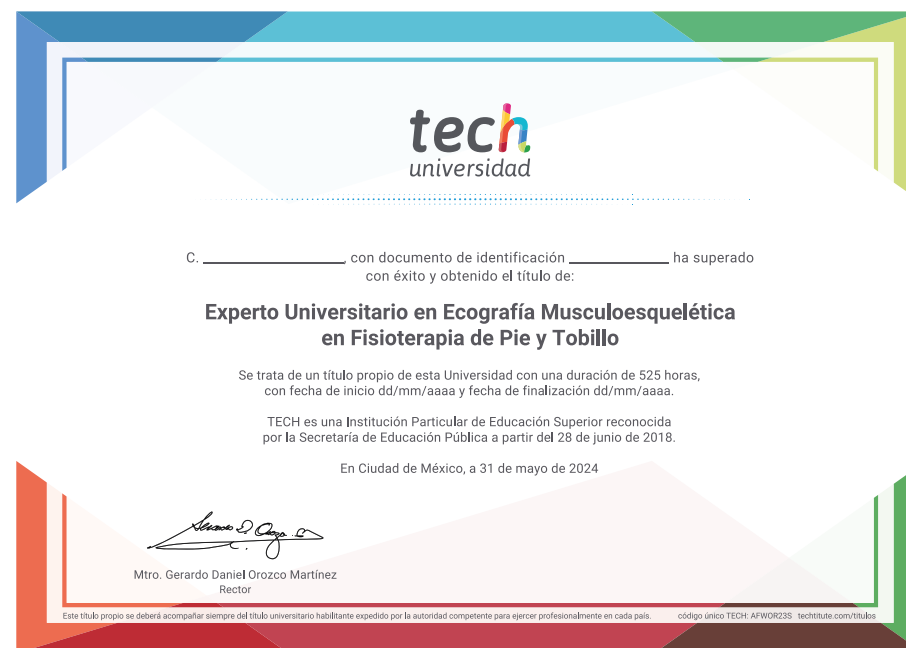 tech
universidad
C. ____________, con documento de identificación ____________ ha superado
con éxito y obtenido el título de:
Experto Universitario en Ecografía Musculoesquelética
en Fisioterapia de Pie y Tobillo
Se trata de un título propio de esta Universidad con una duración de 525 horas,
con fecha de inicio dd/mm/aaaa y fecha de finalización dd/mm/aaaa.
TECH es una Institución Particular de Educación Superior reconocida
por la Secretaría de Educación Pública a partir del 28 de junio de 2018.
En Ciudad de México, a 31 de mayo de 2024
Mtro. Gerardo Daniel Orozco Martínez
Rector
Este título propio se deberá acompañar siempre del título universitario habilitante expedido por la autoridad competente para ejercer profesionalmente en cada país. código único TECH: AFWOR23S techtitute.com/titulos